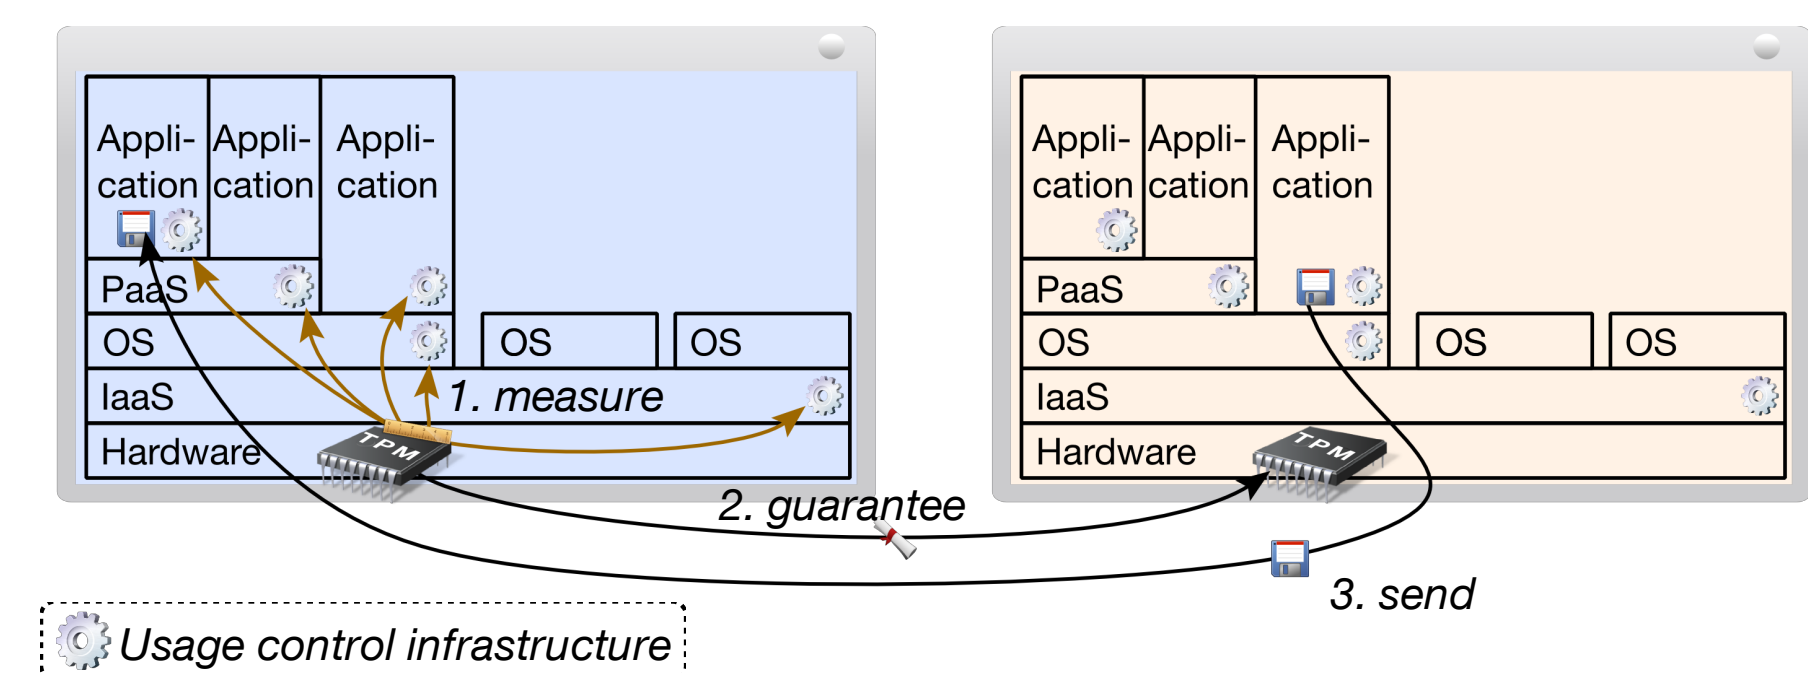 Appli-
cation
Appli-
cation
Appli-
cation
PaaS
OS
OS
OS
IaaS
1. measure
Hardware
TPM
Appli-
cation
Appli-
cation
Appli-
cation
PaaS
OS
OS
OS
IaaS
Hardware
TPM
2. guarantee
3. send
Usage control infrastructure